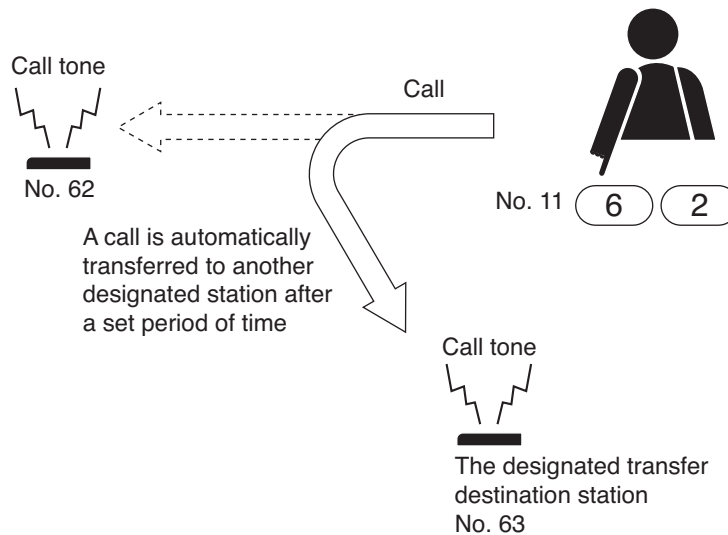 Call tone
Call
No. 62
No. 11
6
2
A call is automatically
transferred to another
designated station after
a set period of time
Call tone
The designated transfer
destination station
No. 63